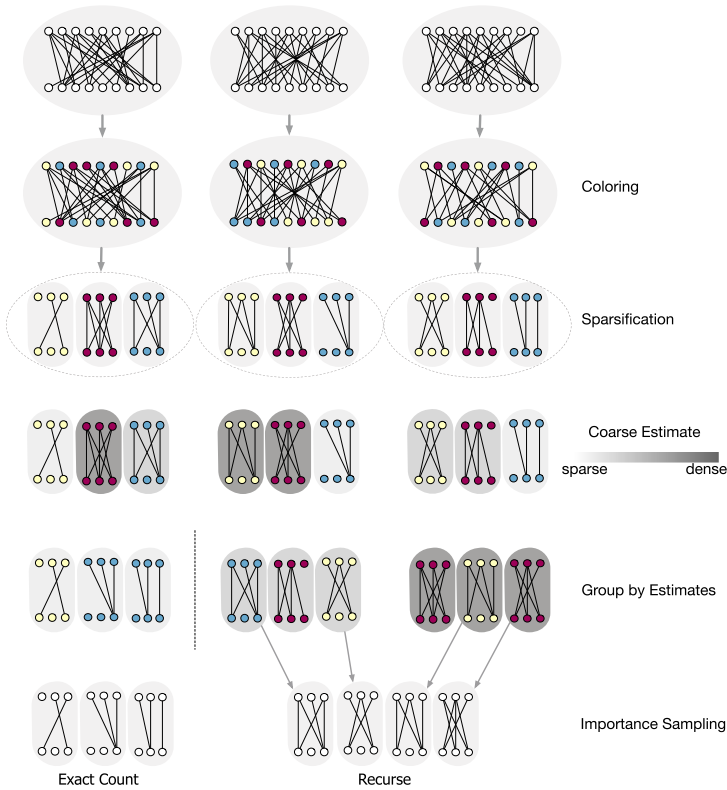 Coloring
Sparsification
Coarse Estimate
sparse dense
Group by Estimates
Importance Sampling
Exact Count Recurse